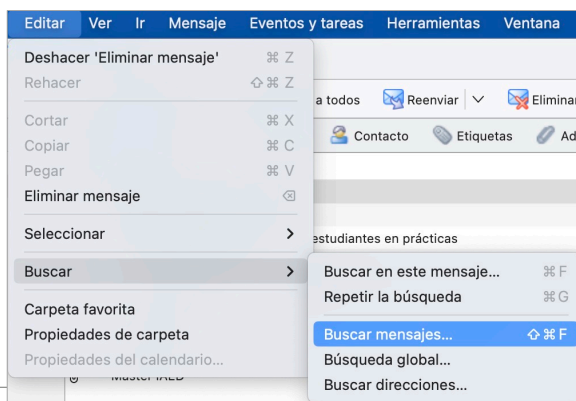 Editar Ver Ir Mensaje Eventos y tareas Herramientas Ventana
Deshacer 'Eliminar mensaje' ⌘ Z
Rehacer ⇧ ⌘ Z
a todos Reenviar Eliminar
Cortar ⌘ X
Contacto Etiquetas Ad
Copiar ⌘ C
Pegar ⌘ V
Eliminar mensaje ⌫
Seleccionar >
estudiantes en prácticas
Buscar >
Buscar en este mensaje... ⌘ F
Repetir la búsqueda ⌘ G
Carpeta favorita
Propiedades de carpeta
Buscar mensajes... ⇧ ⌘ F
Propiedades del calendario...
Búsqueda global...
Buscar direcciones...